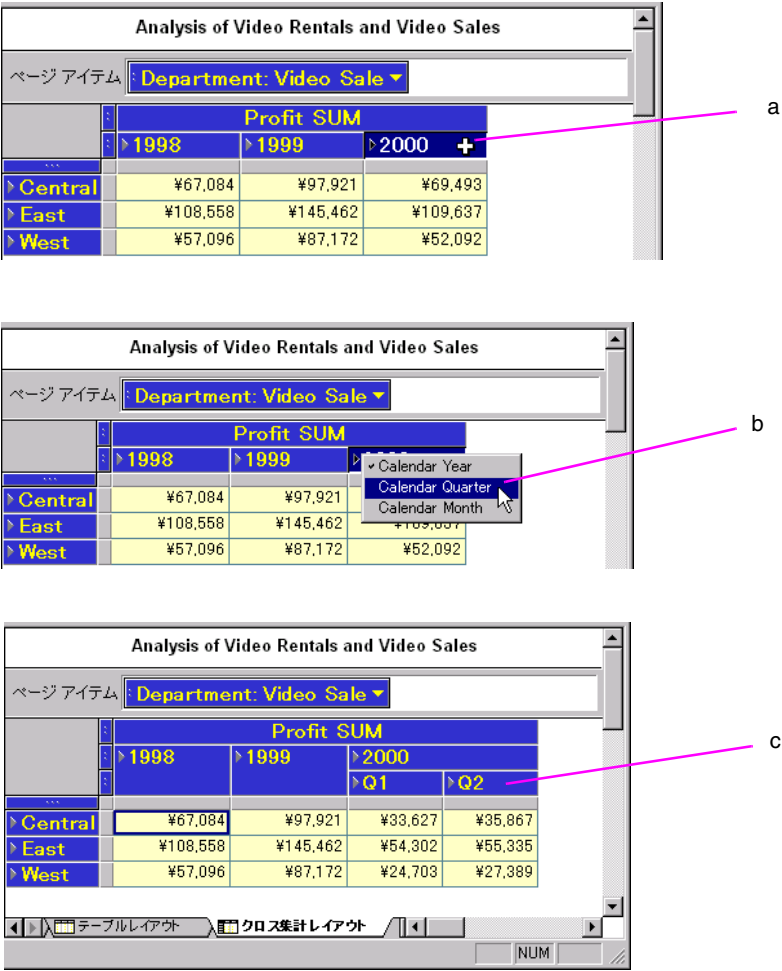 Analysis of Video Rentals and Video Sales
ページ アイテム Department: Video Sale
a
Profit SUM
1998 1999 2000
Central ¥67,084 ¥97,921 ¥69,493
East ¥108,558 ¥145,462 ¥109,637
West ¥57,096 ¥87,172 ¥52,092
Analysis of Video Rentals and Video Sales
ページ アイテム Department: Video Sale
b
Profit SUM
1998 1999
Calendar Year
Calendar Quarter
Calendar Month
Central ¥67,084 ¥97,921
East ¥108,558 ¥145,462
West ¥57,096 ¥87,172 ¥52,092
Analysis of Video Rentals and Video Sales
ページ アイテム Department: Video Sale
c
Profit SUM
1998 1999 2000
Q1 Q2
Central ¥67,084 ¥97,921 ¥33,627 ¥35,867
East ¥108,558 ¥145,462 ¥54,302 ¥55,335
West ¥57,096 ¥87,172 ¥24,703 ¥27,389
テーブルレイアウト クロス集計レイアウト
NUM